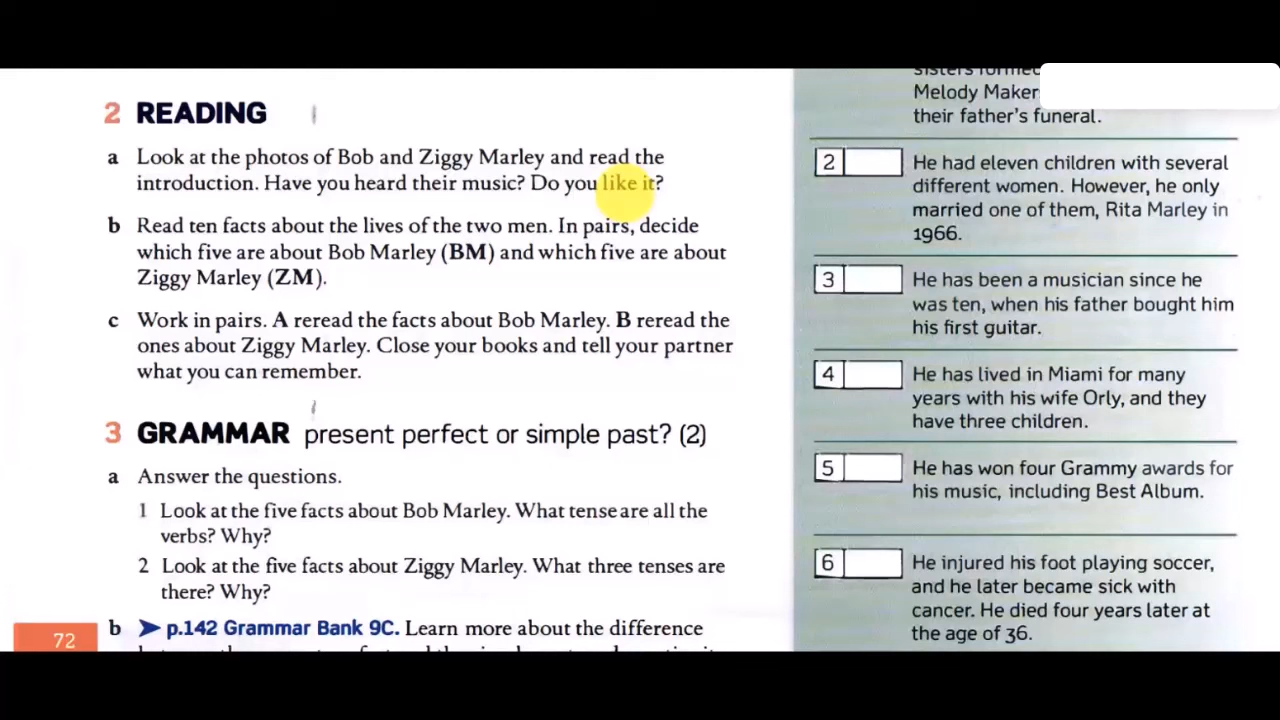 2 READING
a Look at the photos of Bob and Ziggy Marley and read the
introduction. Have you heard their music? Do you like it?
b Read ten facts about the lives of the two men. In pairs, decide
which five are about Bob Marley (BM) and which five are about
Ziggy Marley (ZM).
c Work in pairs. A reread the facts about Bob Marley. B reread the
ones about Ziggy Marley. Close your books and tell your partner
what you can remember.
3 GRAMMAR present perfect or simple past? (2)
a Answer the questions.
1 Look at the five facts about Bob Marley. What tense are all the
verbs? Why?
2 Look at the five facts about Ziggy Marley. What three tenses are
there? Why?
b ➤ p.142 Grammar Bank 9C. Learn more about the difference
72
sisters formed
Melody Maker
their father's funeral.
2 He had eleven children with several
different women. However, he only
married one of them, Rita Marley in
1966.
3 He has been a musician since he
was ten, when his father bought him
his first guitar.
4 He has lived in Miami for many
years with his wife Orly, and they
have three children.
5 He has won four Grammy awards for
his music, including Best Album.
6 He injured his foot playing soccer,
and he later became sick with
cancer. He died four years later at
the age of 36.